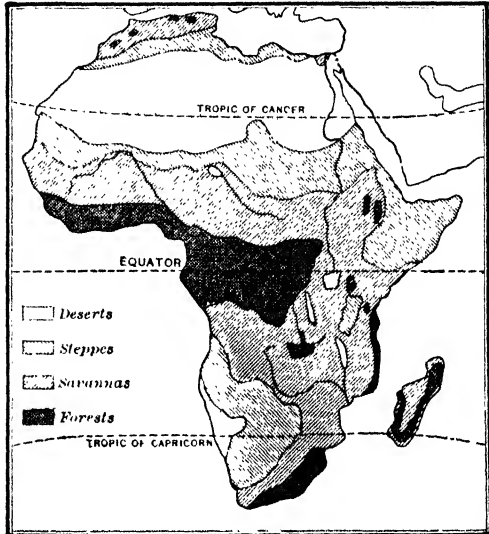 TROPIC OF CANCER
EQUATOR
Deserts
Steppes
Savannas
Forests
TROPIC OF CAPRICORN